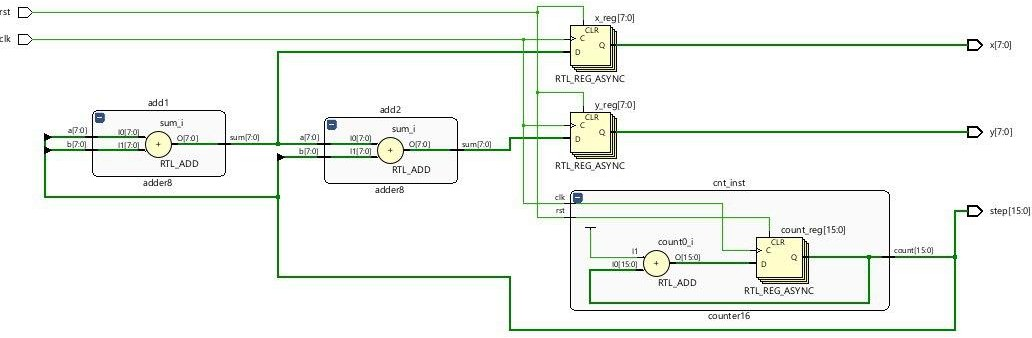 rst
clk
x_reg[7:0]
CLR
C
D
Q
RTL_REG_ASYNC
x[7:0]
y_reg[7:0]
CLR
C
D
Q
RTL_REG_ASYNC
y[7:0]
add1
sum_i
a[7:0]
b[7:0]
I0[7:0]
I1[7:0]
+
O[7:0]
sum[7:0]
RTL_ADD
adder8
add2
sum_i
a[7:0]
b[7:0]
I0[7:0]
I1[7:0]
+
O[7:0]
sum[7:0]
RTL_ADD
adder8
cnt_inst
clk
rst
count0_i
I1
I0[15:0]
+
O[15:0]
RTL_ADD
count_reg[15:0]
CLR
C
D
Q
RTL_REG_ASYNC
count[15:0]
counter16
step[15:0]